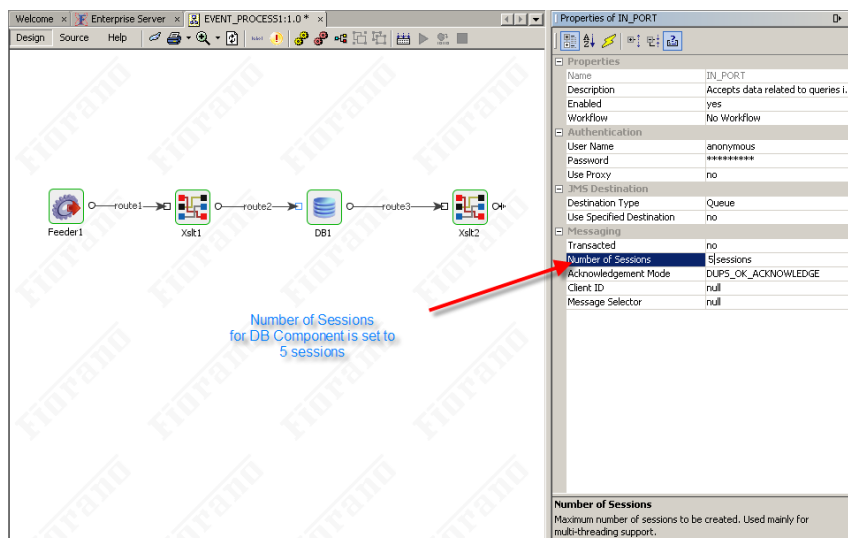 Welcome Enterprise Server EVENT_PROCESS1:1.0 *
Design Source Help
Fiorano
Feeder1 route1 Xslt1 route2 DB1 route3 Xslt2
Number of Sessions
for DB Component is set to
5 sessions
Properties of IN_PORT
Properties
Name IN_PORT
Description Accepts data related to queries i...
Enabled yes
Workflow No Workflow
Authentication
User Name anonymous
Password *********
Use Proxy no
JMS Destination
Destination Type Queue
Use Specified Destination no
Messaging
Transacted no
Number of Sessions 5 sessions
Acknowledgement Mode DUPS_OK_ACKNOWLEDGE
Client ID null
Message Selector null
Number of Sessions
Maximum number of sessions to be created. Used mainly for
multi-threading support.